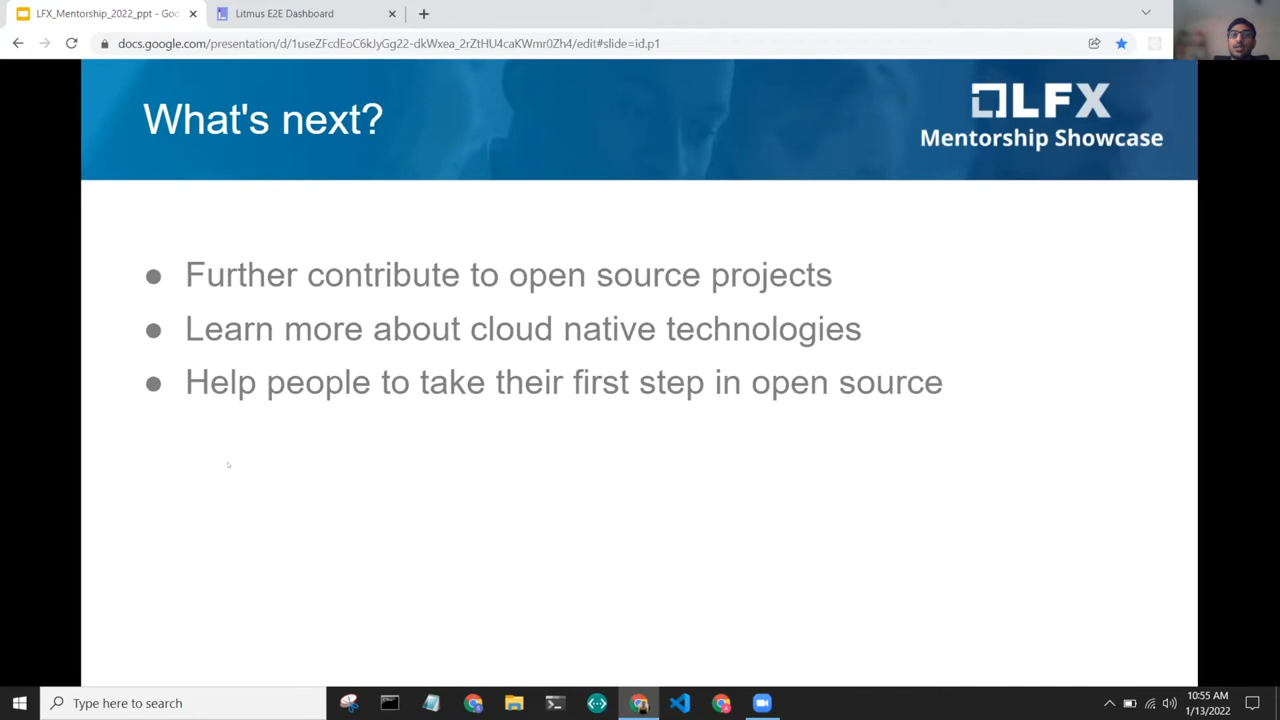 LFX_Mentorship_2022_ppt - Goo
Litmus E2E Dashboard
docs.google.com/presentation/d/1useZFcdEoC6kJyGg22-dkWxea_2rZtHU4caKWmr0Zh4/edit#slide=id.p1
What's next?
LFX
Mentorship Showcase
● Further contribute to open source projects
● Learn more about cloud native technologies
● Help people to take their first step in open source
Type here to search
10:55 AM
1/13/2022